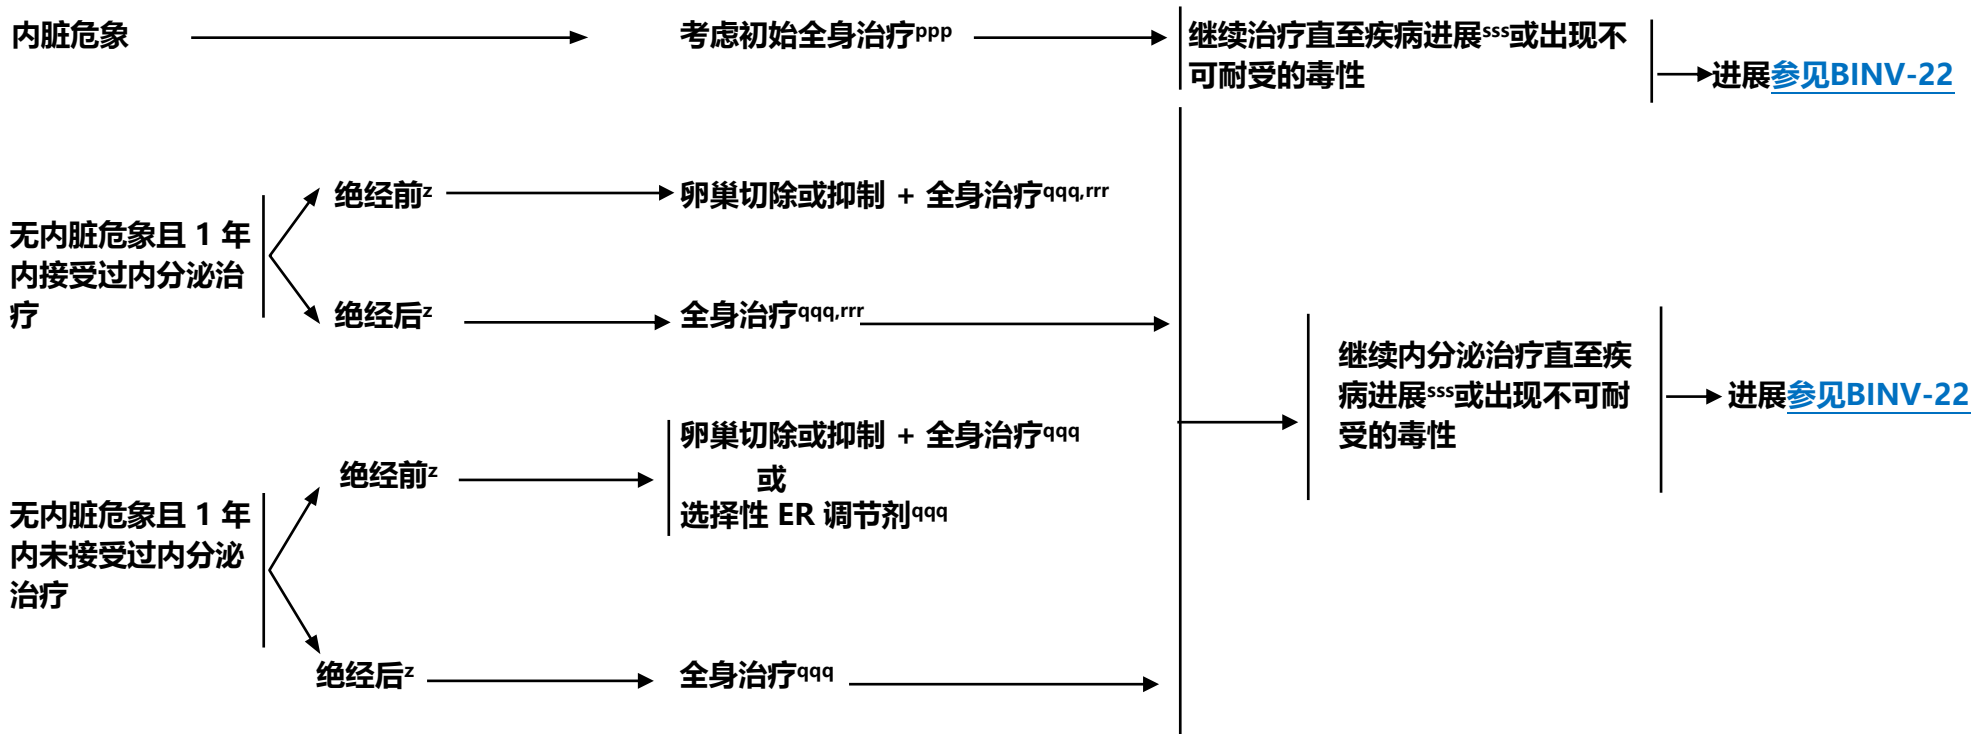 内脏危象
考虑初始全身治疗ppp
继续治疗直至疾病进展sss或出现不
可耐受的毒性
进展参见BINV-22
无内脏危象且 1 年
内接受过内分泌治
疗
绝经前z
卵巢切除或抑制 + 全身治疗qqq,rrr
绝经后z
全身治疗qqq,rrr
无内脏危象且 1 年
内未接受过内分泌
治疗
绝经前z
卵巢切除或抑制 + 全身治疗qqq
或
选择性 ER 调节剂qqq
绝经后z
全身治疗qqq
继续内分泌治疗直至疾
病进展sss或出现不可耐
受的毒性
进展参见BINV-22